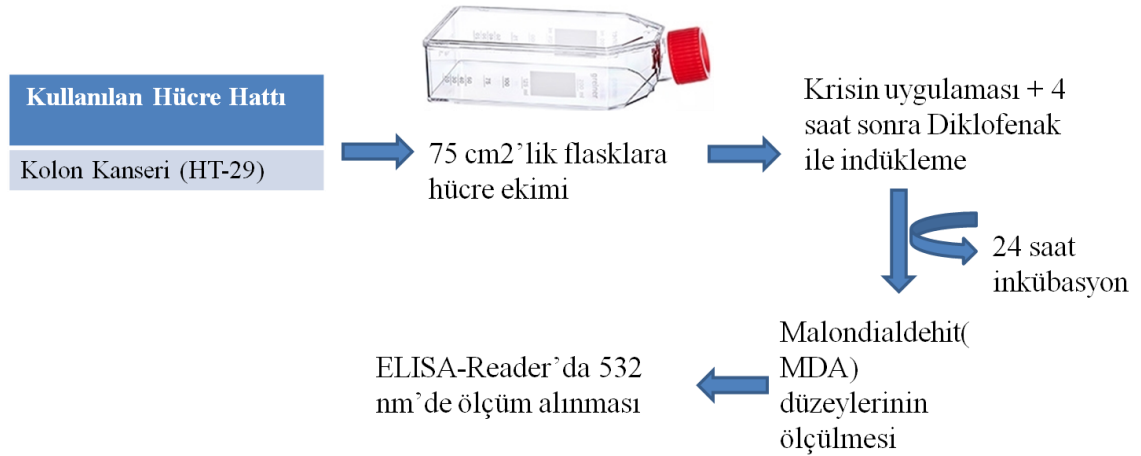 Kullanılan Hücre Hattı
Kolon Kanseri (HT-29)
75 cm2’lik flasklara
hücre ekimi
Krisin uygulaması + 4
saat sonra Diklofenak
ile indükleme
24 saat
inkübasyon
Malondialdehit(
MDA)
düzeylerinin
ölçülmesi
ELISA-Reader’da 532
nm’de ölçüm alınması